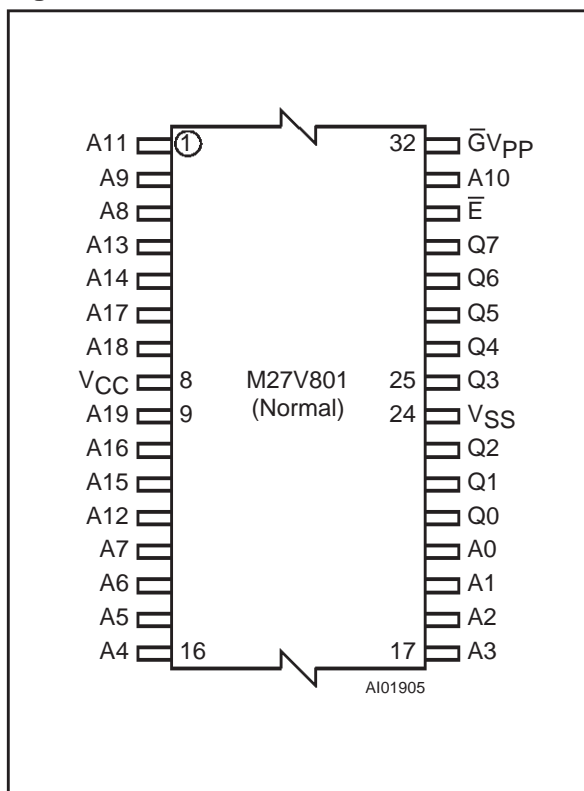 A11 1 32 G̅VPP
A9 A10
A8 E̅
A13 Q7
A14 Q6
A17 Q5
A18 Q4
VCC 8 M27V801 25 Q3
A19 9 (Normal) 24 VSS
A16 Q2
A15 Q1
A12 Q0
A7 A0
A6 A1
A5 A2
A4 16 17 A3
AI01905